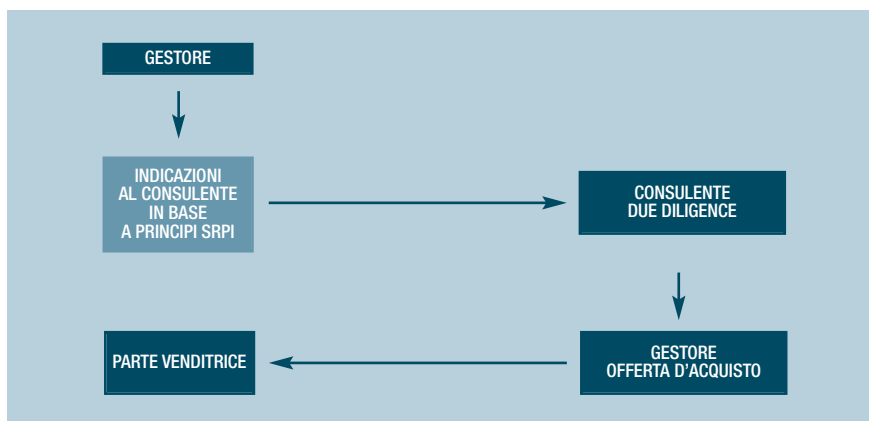 GESTORE
INDICAZIONI
AL CONSULENTE
IN BASE
A PRINCIPI SRPI
CONSULENTE
DUE DILIGENCE
PARTE VENDITRICE
GESTORE
OFFERTA D'ACQUISTO